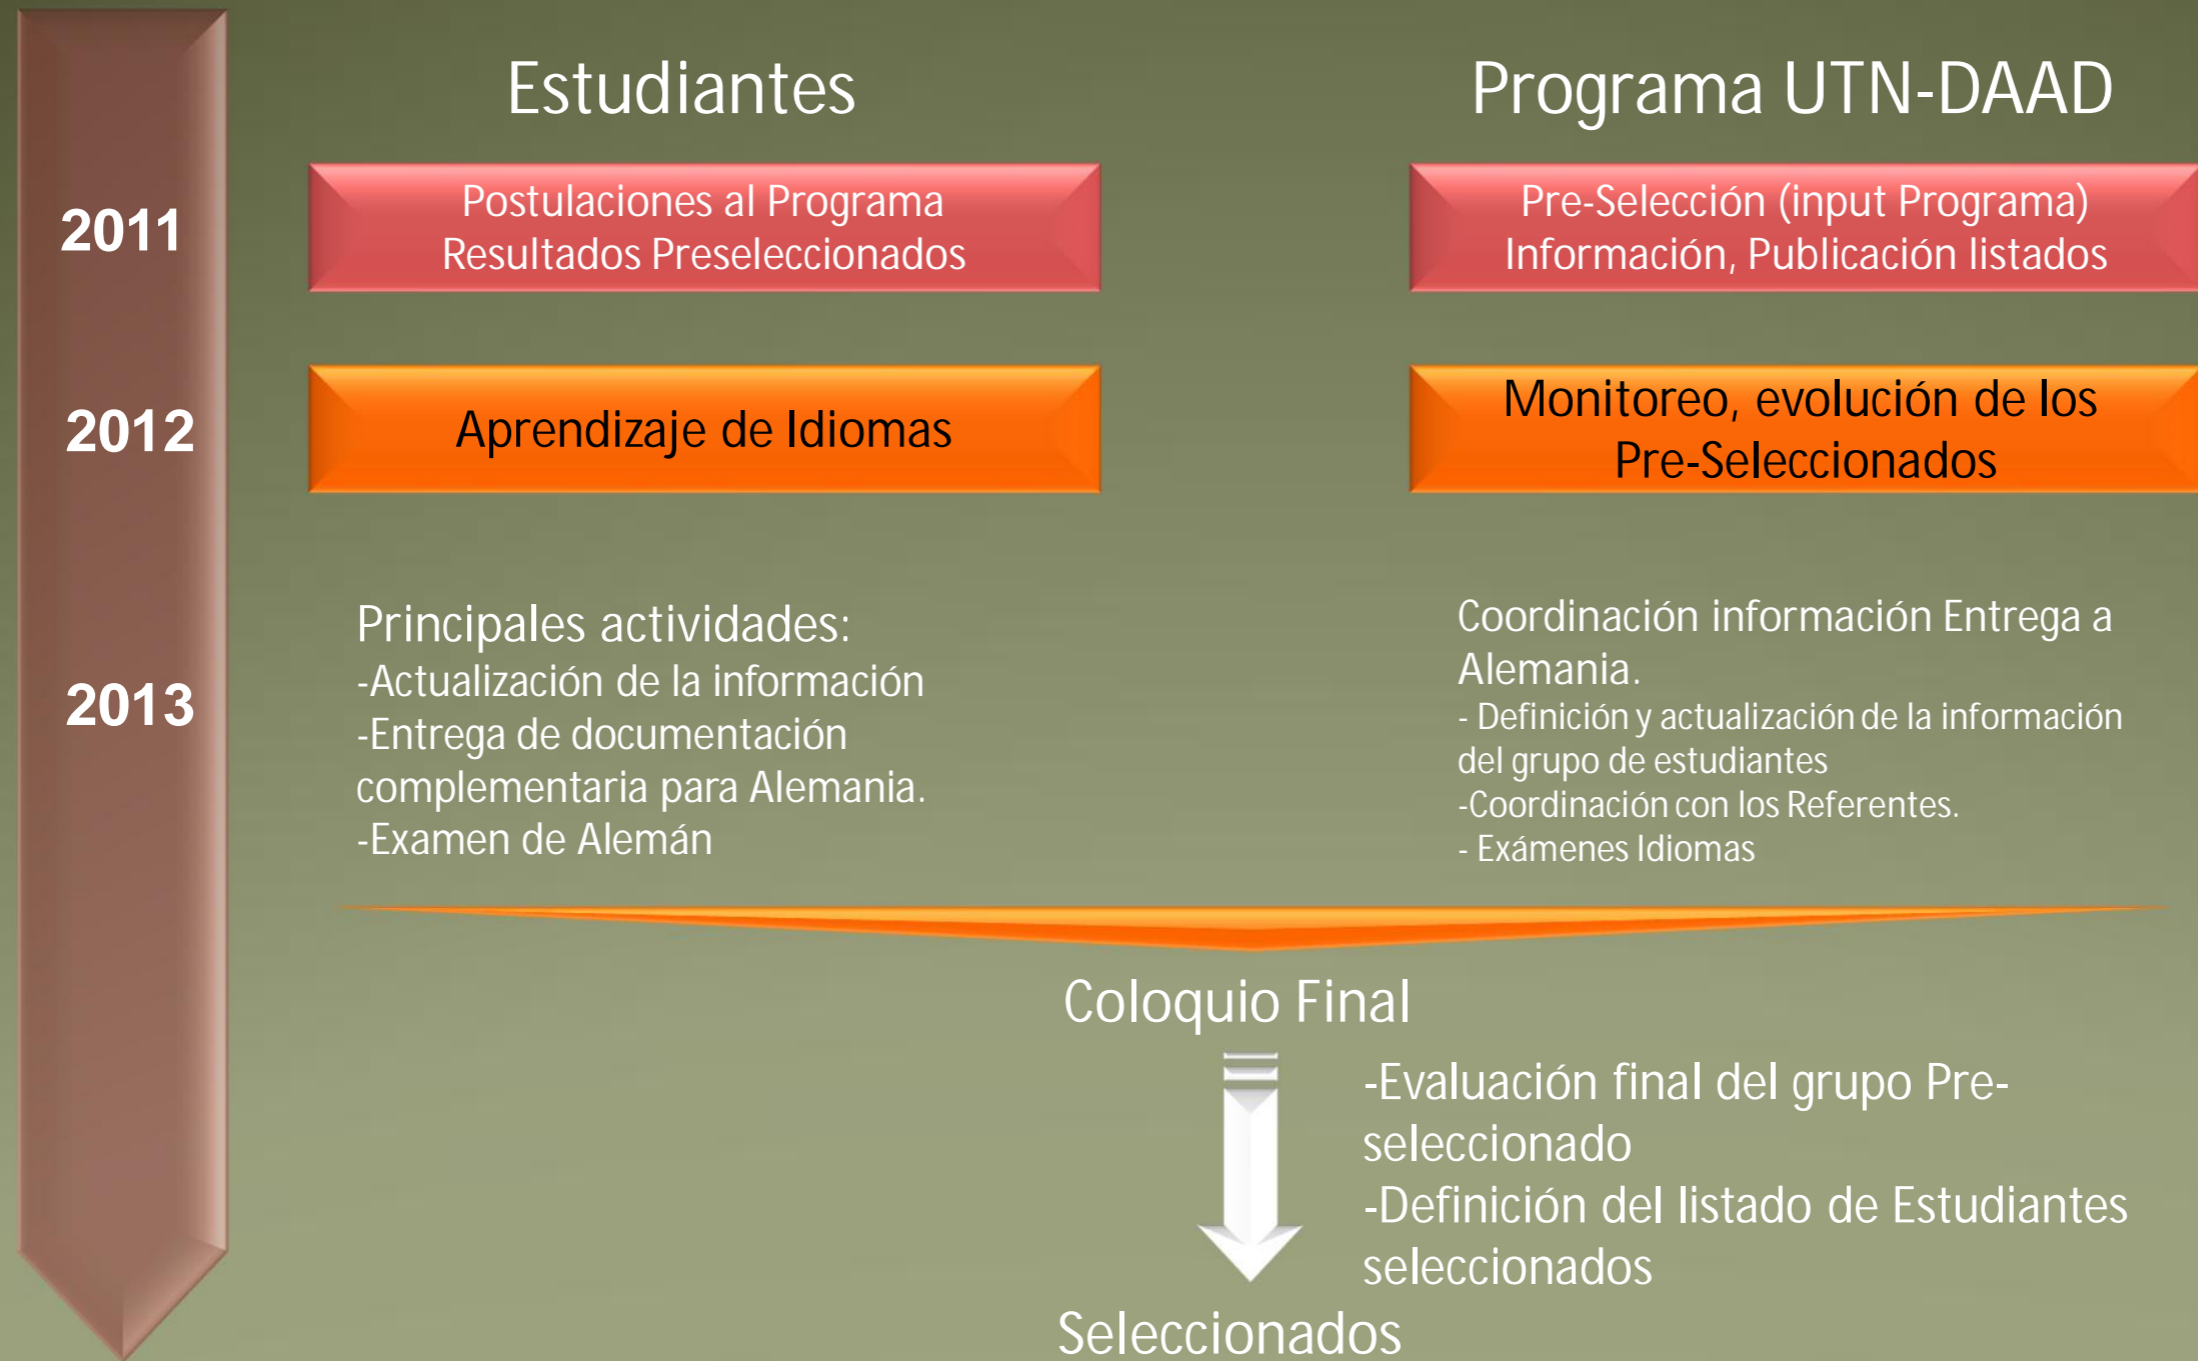 Estudiantes
Programa UTN-DAAD
2011
Postulaciones al Programa
Resultados Preseleccionados
Pre-Selección (input Programa)
Información, Publicación listados
2012
Aprendizaje de Idiomas
Monitoreo, evolución de los
Pre-Seleccionados
2013
Principales actividades:
-Actualización de la información
-Entrega de documentación
complementaria para Alemania.
-Examen de Alemán
Coordinación información Entrega a
Alemania.
- Definición y actualización de la información
del grupo de estudiantes
-Coordinación con los Referentes.
- Exámenes Idiomas
Coloquio Final
-Evaluación final del grupo Pre-
seleccionado
-Definición del listado de Estudiantes
seleccionados
Seleccionados